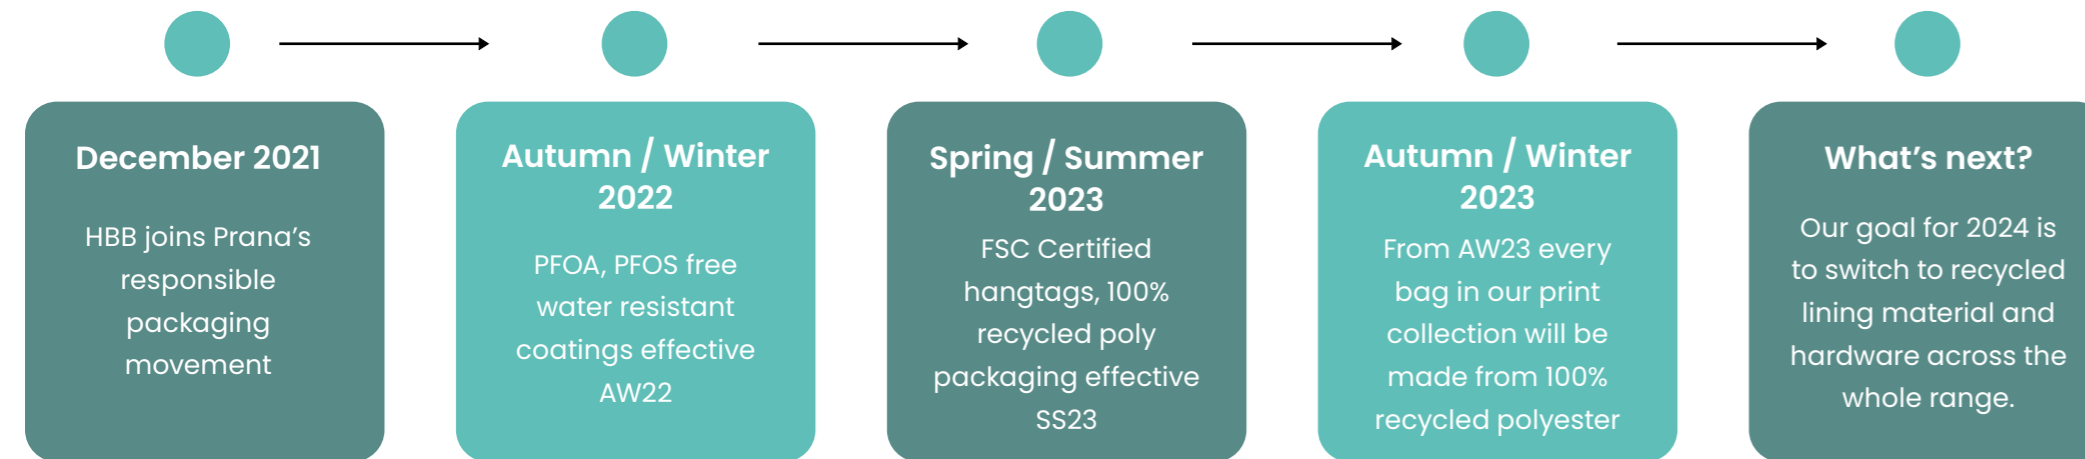 December 2021
HBB joins Prana’s
responsible
packaging
movement
Autumn / Winter
2022
PFOA, PFOS free
water resistant
coatings effective
AW22
Spring / Summer
2023
FSC Certified
hangtags, 100%
recycled poly
packaging effective
SS23
Autumn / Winter
2023
From AW23 every
bag in our print
collection will be
made from 100%
recycled polyester
What’s next?
Our goal for 2024 is
to switch to recycled
lining material and
hardware across the
whole range.